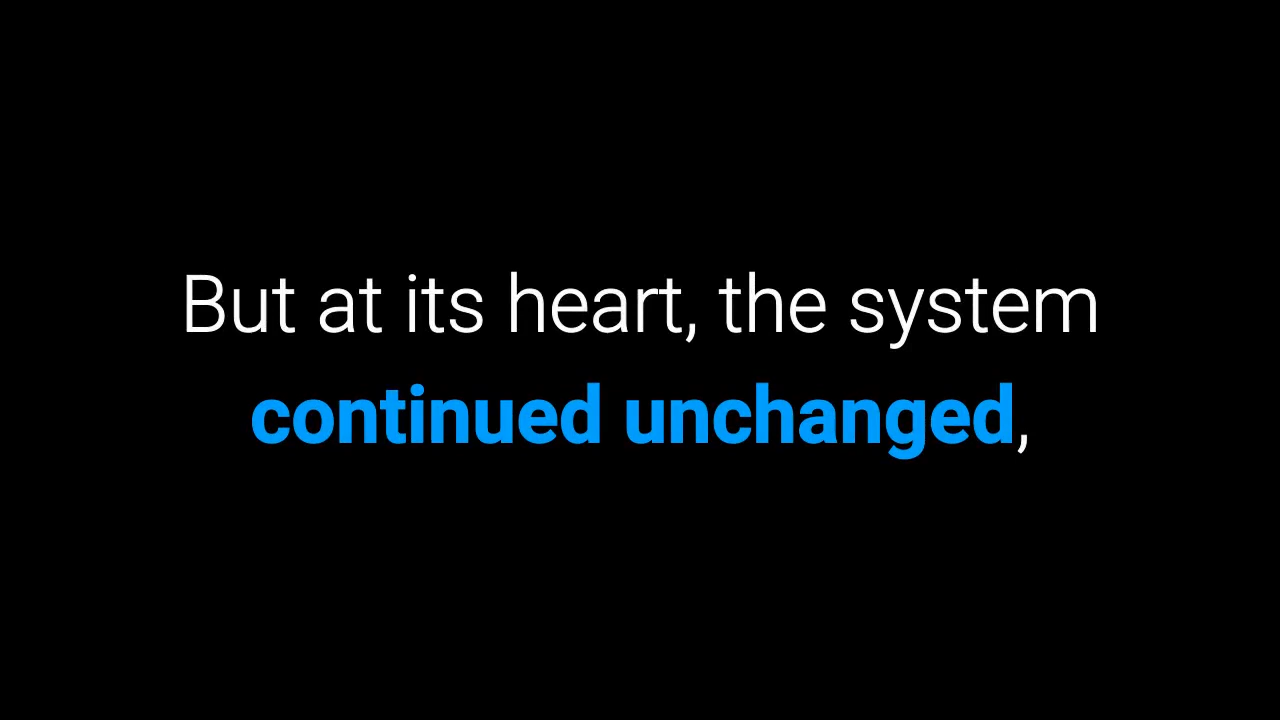 But at its heart, the system
continued unchanged,